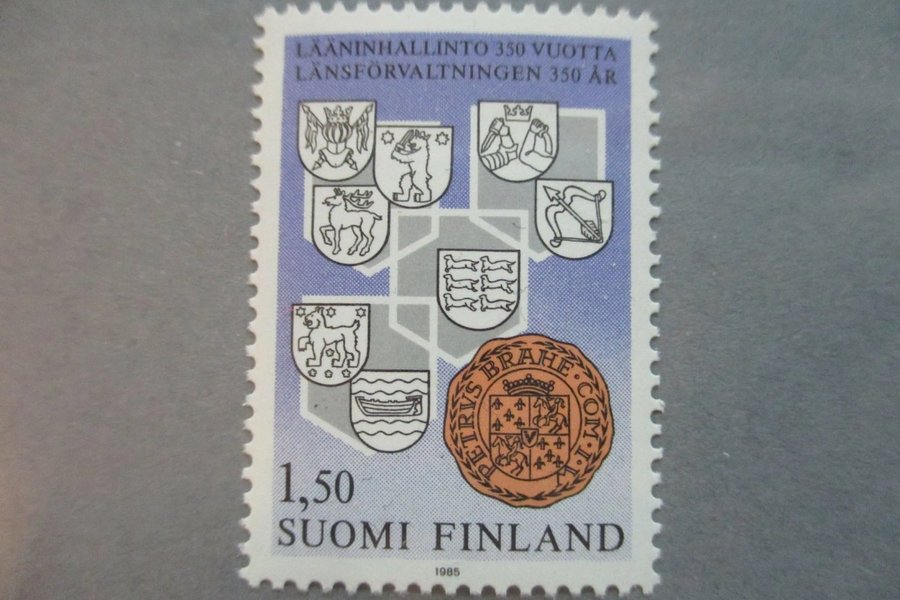 LÄÄNINHALLINTO 350 VUOTTA
LÄNSFÖRVALTNINGEN 350 ÅR
PETRVS BRAHE·COM·I·V
1,50
SUOMI FINLAND
1985